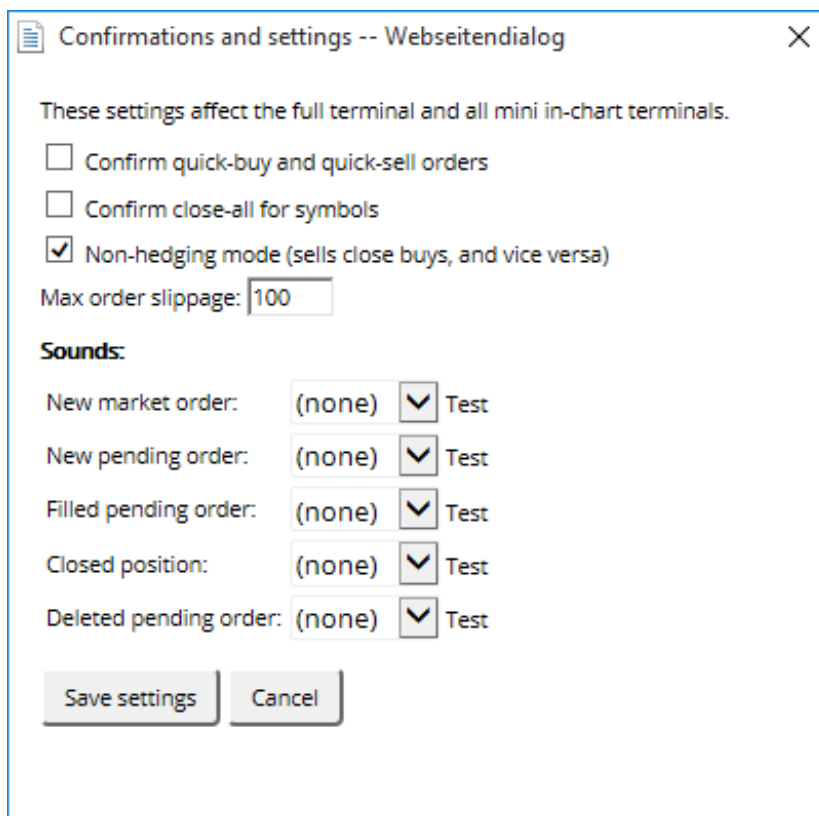 Confirmations and settings -- Webseitendialog
These settings affect the full terminal and all mini in-chart terminals.
Confirm quick-buy and quick-sell orders
Confirm close-all for symbols
Non-hedging mode (sells close buys, and vice versa)
Max order slippage: 100
Sounds:
New market order: (none) Test
New pending order: (none) Test
Filled pending order: (none) Test
Closed position: (none) Test
Deleted pending order: (none) Test
Save settings Cancel